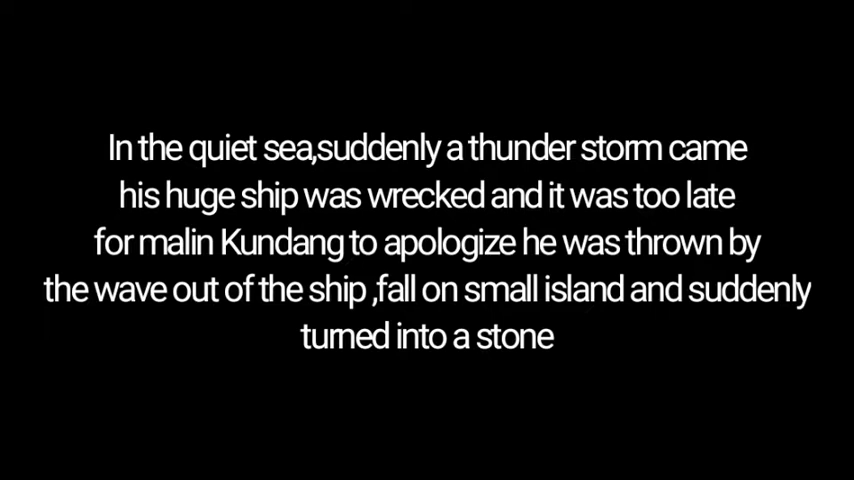 In the quiet sea,suddenly a thunder storm came
his huge ship was wrecked and it was too late
for malin Kundang to apologize he was thrown by
the wave out of the ship ,fall on small island and suddenly
turned into a stone